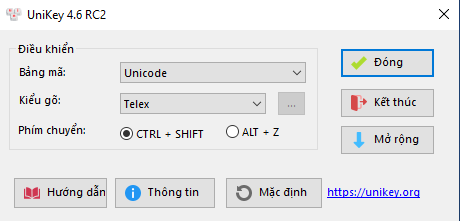 UniKey 4.6 RC2
Điều khiển
Bảng mã: Unicode
Đóng
Kiểu gõ: Telex ...
Kết thúc
Phím chuyển: CTRL + SHIFT ALT + Z
Mở rộng
Hướng dẫn Thông tin Mặc định https://unikey.org